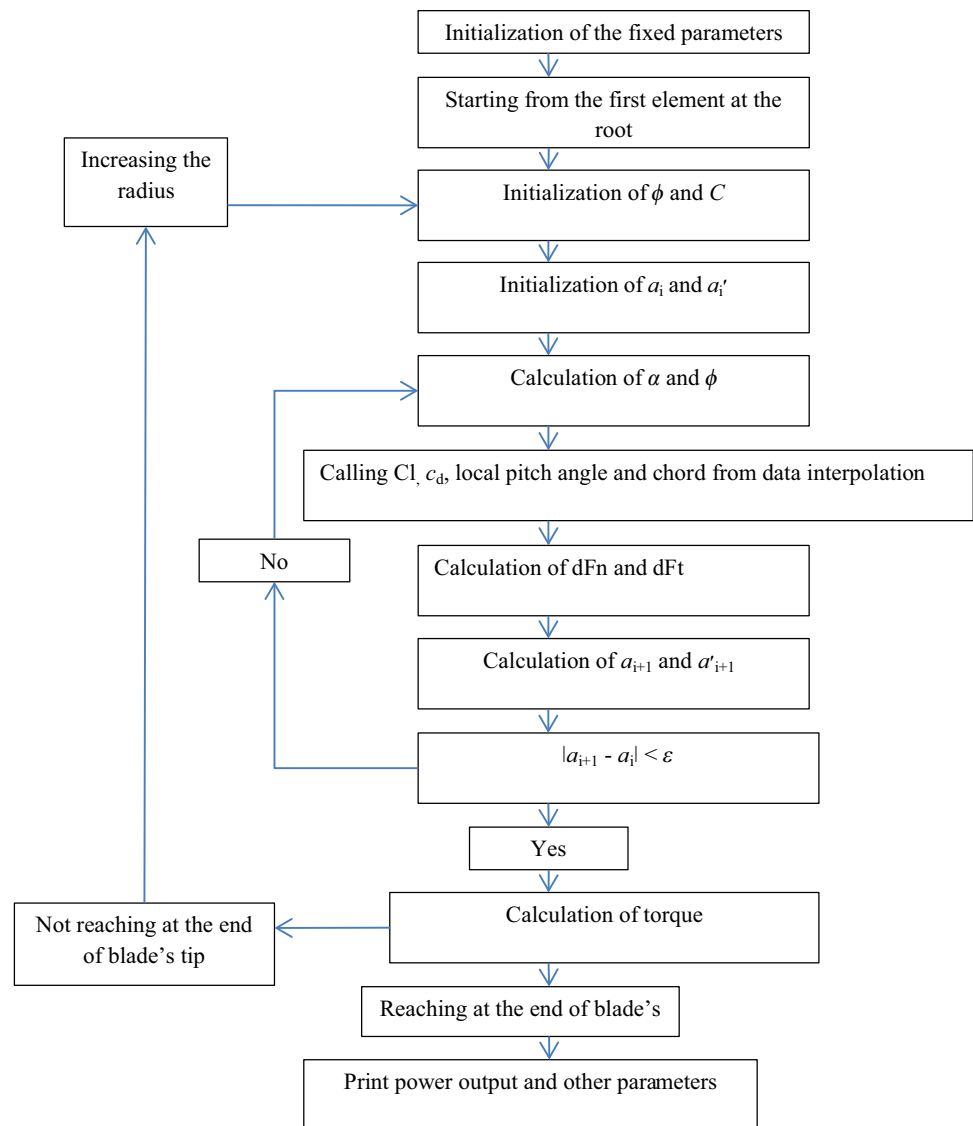 Initialization of the fixed parameters
Starting from the first element at the
root
Increasing the
radius
Initialization of ϕ and C
Initialization of aᵢ and aᵢ′
Calculation of α and ϕ
Calling Cl, c_d, local pitch angle and chord from data interpolation
No
Calculation of dFn and dFt
Calculation of aᵢ₊₁ and a′ᵢ₊₁
|aᵢ₊₁ - aᵢ| < ε
Yes
Calculation of torque
Not reaching at the end
of blade’s tip
Reaching at the end of blade’s
Print power output and other parameters